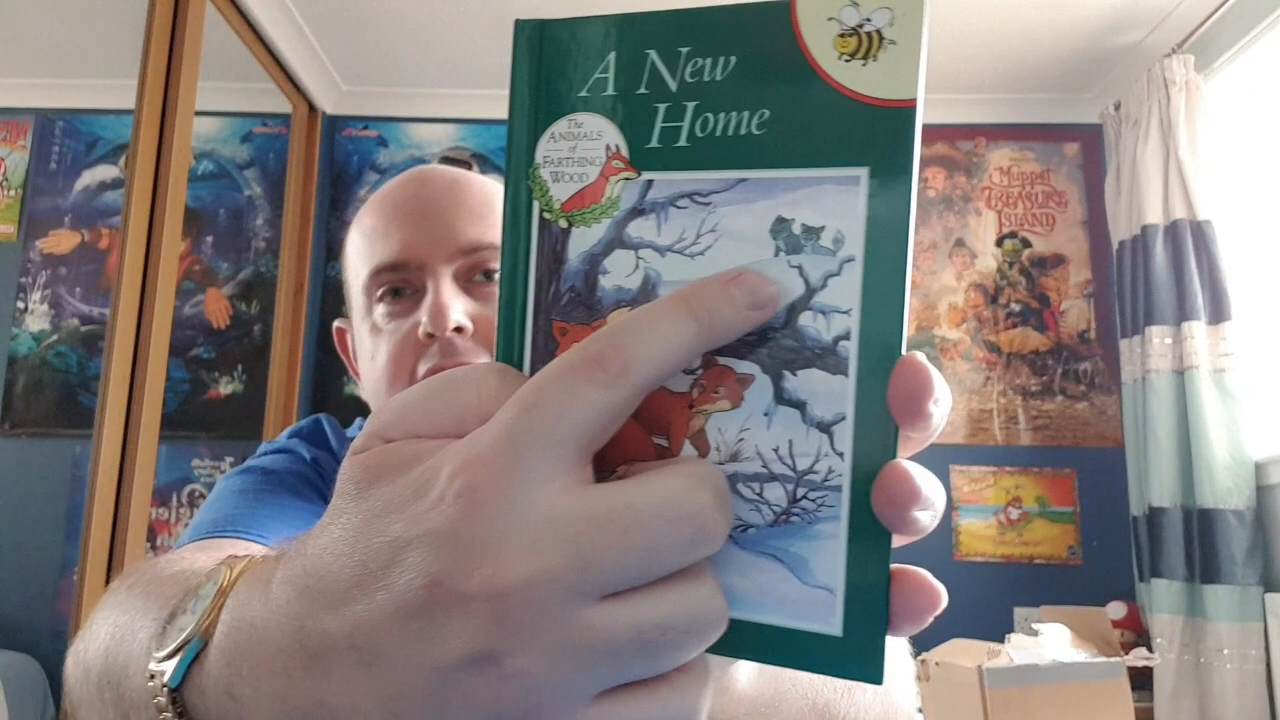 A New
Home
The
ANIMALS
of
FARTHING
WOOD
Muppet
TREASURE
ISLAND